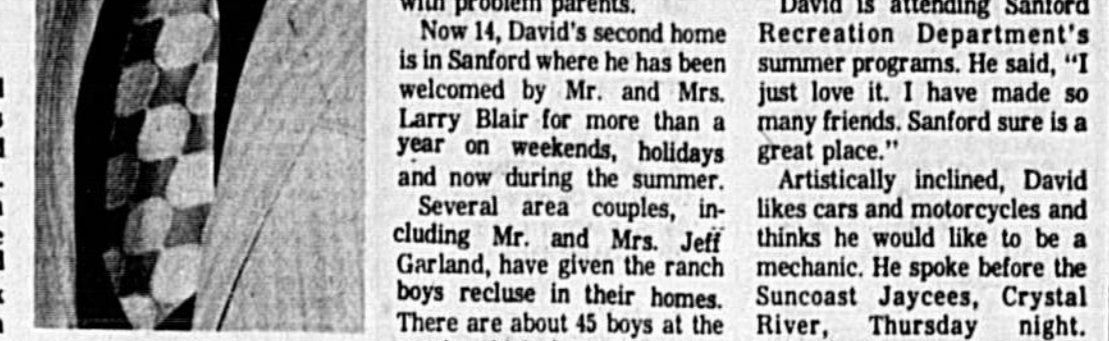 with problem parents.
Now 14, David's second home
is in Sanford where he has been
welcomed by Mr. and Mrs.
Larry Blair for more than a
year on weekends, holidays
and now during the summer.
Several area couples, in-
cluding Mr. and Mrs. Jeff
Garland, have given the ranch
boys recluse in their homes.
There are about 45 boys at the
David is attending Sanford
Recreation Department's
summer programs. He said, "I
just love it. I have made so
many friends. Sanford sure is a
great place."
Artistically inclined, David
likes cars and motorcycles and
thinks he would like to be a
mechanic. He spoke before the
Suncoast Jaycees, Crystal
River, Thursday night.